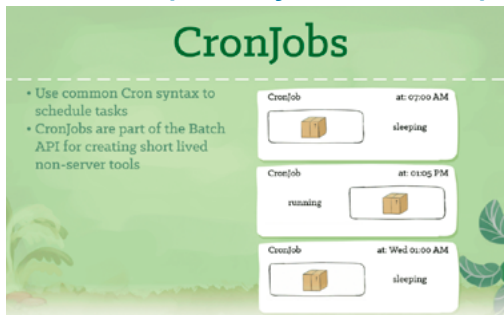 CronJobs
• Use common Cron syntax to
schedule tasks
• CronJobs are part of the Batch
API for creating short lived
non-server tools
CronJob at: 07:00 AM
sleeping
CronJob at: 01:05 PM
running
CronJob at: Wed 01:00 AM
sleeping